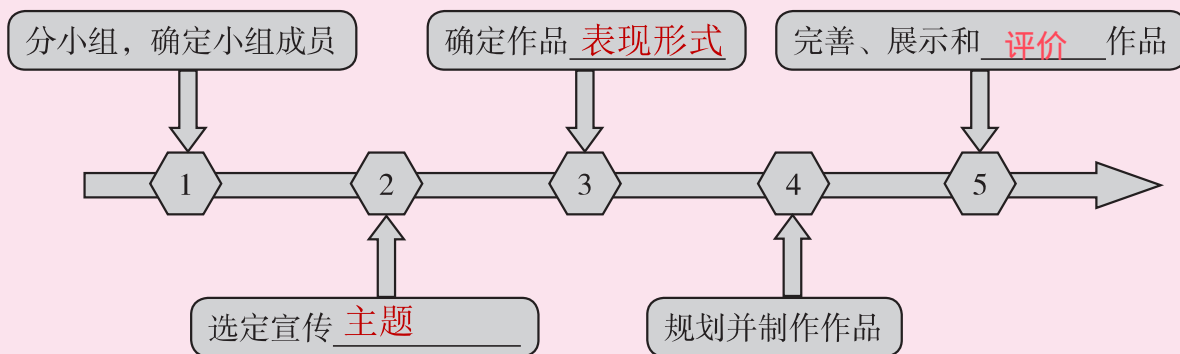 分小组，确定小组成员
确定作品表现形式
完善、展示和评价作品
1
2
3
4
5
选定宣传主题
规划并制作作品